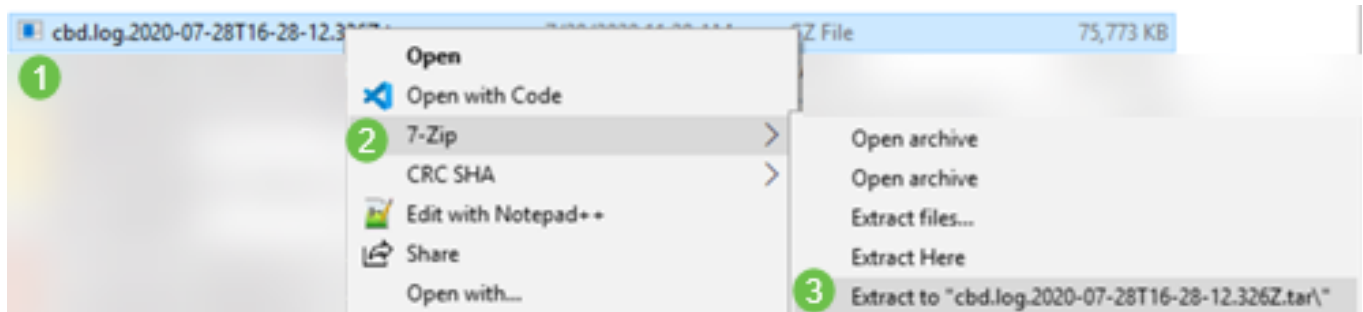 cbd.log.2020-07-28T16-28-12.326Z.t
GZ File
75,773 KB
1
Open
Open with Code
2
7-Zip
CRC SHA
Edit with Notepad++
Share
Open with...
Open archive
Open archive
Extract files...
Extract Here
3
Extract to "cbd.log.2020-07-28T16-28-12.326Z.tar\"